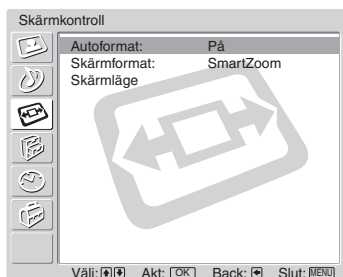 Skärmkontroll
Autoformat: På
Skärmformat: SmartZoom
Skärmläge
Välj: Akt: OK Back: Slut: MENU